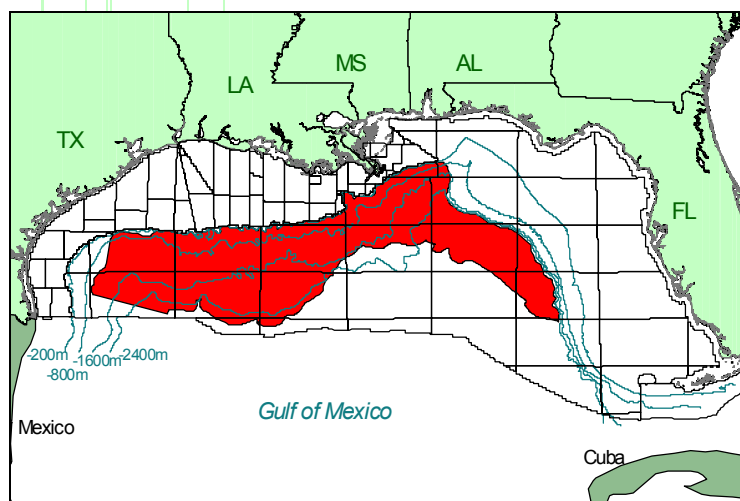 MS
AL
LA
TX
FL
-200m
-1600m
-2400m
-800m
Gulf of Mexico
Mexico
Cuba